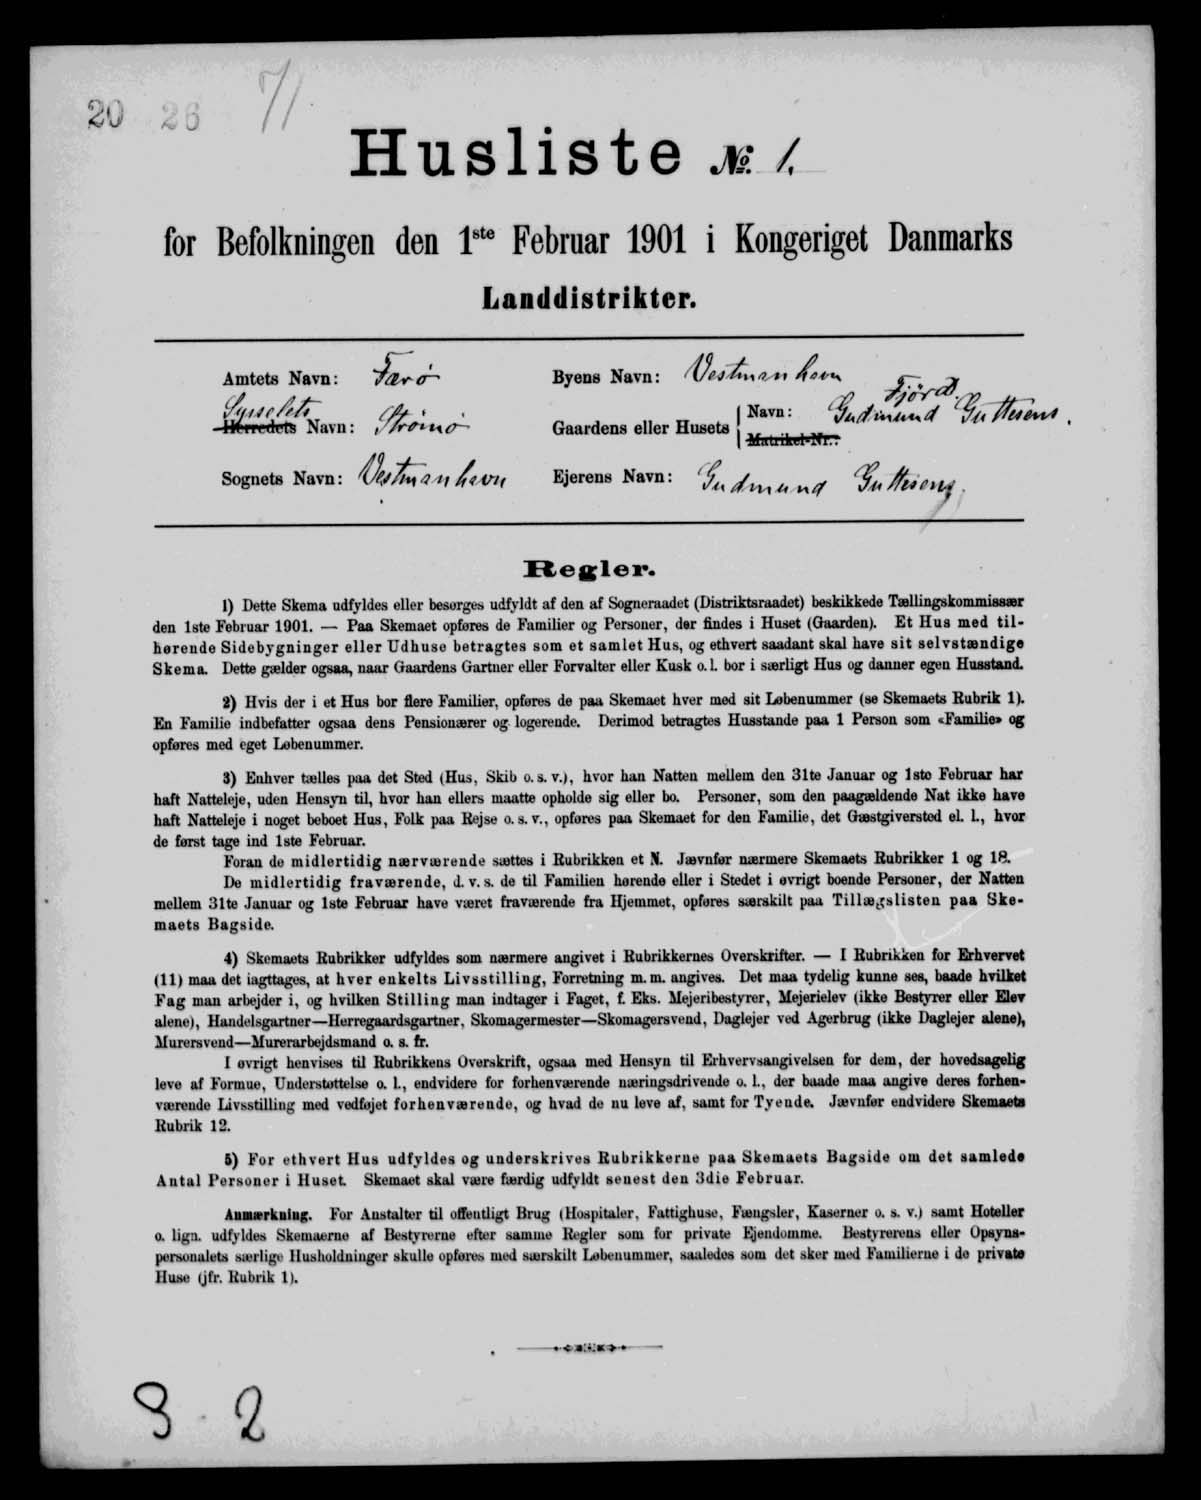 20 26 71
Husliste No. 1.
for Befolkningen den 1ste Februar 1901 i Kongeriget Danmarks
Landdistrikter.
Amtets Navn: Færø
Byens Navn: Vestmanhavn
Sysselets
Herredets Navn: Strømø
Fjørd.
Gaardens eller Husets Navn: Gudmund Guttesens.
Matrikel-Nr.:
Sognets Navn: Vestmanhavn
Ejerens Navn: Gudmund Guttesens.
Regler.
1) Dette Skema udfyldes eller besørges udfyldt af den af Sogneraadet (Distriktsraadet) beskikkede Tællingskommissær
den 1ste Februar 1901. — Paa Skemaet opføres de Familier og Personer, der findes i Huset (Gaarden). Et Hus med til-
hørende Sidebygninger eller Udhuse betragtes som et samlet Hus, og ethvert saadant skal have sit selvstændige
Skema. Dette gælder ogsaa, naar Gaardens Gartner eller Forvalter eller Kusk o. l. bor i særligt Hus og danner egen Husstand.
2) Hvis der i et Hus bor flere Familier, opføres de paa Skemaet hver med sit Løbenummer (se Skemaets Rubrik 1).
En Familie indbefatter ogsaa dens Pensionærer og logerende. Derimod betragtes Husstande paa 1 Person som «Familie» og
opføres med eget Løbenummer.
3) Enhver tælles paa det Sted (Hus, Skib o. s. v.), hvor han Natten mellem den 31te Januar og 1ste Februar har
haft Natteleje, uden Hensyn til, hvor han ellers maatte opholde sig eller bo. Personer, som den paagældende Nat ikke have
haft Natteleje i noget beboet Hus, Folk paa Rejse o. s. v., opføres paa Skemaet for den Familie, det Gæstgiversted el. l., hvor
de først tage ind 1ste Februar.
Foran de midlertidig nærværende sættes i Rubrikken et N. Jævnfør nærmere Skemaets Rubrikker 1 og 18.
De midlertidig fraværende, d. v. s. de til Familien hørende eller i Stedet i øvrigt boende Personer, der Natten
mellem 31te Januar og 1ste Februar have været fraværende fra Hjemmet, opføres særskilt paa Tillægslisten paa Ske-
maets Bagside.
4) Skemaets Rubrikker udfyldes som nærmere angivet i Rubrikkernes Overskrifter. — I Rubrikken for Erhvervet
(11) maa det iagttages, at hver enkelts Livsstilling, Forretning m. m. angives. Det maa tydelig kunne ses, baade hvilket
Fag man arbejder i, og hvilken Stilling man indtager i Faget, f. Eks. Mejeribestyrer, Mejerielev (ikke Bestyrer eller Elev
alene), Handelsgartner—Herregaardsgartner, Skomagermester—Skomagersvend, Daglejer ved Agerbrug (ikke Daglejer alene),
Murersvend—Murerarbejdsmand o. s. fr.
I øvrigt henvises til Rubrikkens Overskrift, ogsaa med Hensyn til Erhvervsangivelsen for dem, der hovedsagelig
leve af Formue, Understøttelse o. l., endvidere for forhenværende næringsdrivende o. l., der baade maa angive deres forhen-
værende Livsstilling med vedføjet forhenværende, og hvad de nu leve af, samt for Tyende. Jævnfør endvidere Skemaets
Rubrik 12.
5) For ethvert Hus udfyldes og underskrives Rubrikkerne paa Skemaets Bagside om det samlede
Antal Personer i Huset. Skemaet skal være færdig udfyldt senest den 3die Februar.
Anmærkning. For Anstalter til offentligt Brug (Hospitaler, Fattighuse, Fængsler, Kaserner o. s. v.) samt Hoteller
o. lign. udfyldes Skemaerne af Bestyrerne efter samme Regler som for private Ejendomme. Bestyrerens eller Opsyns-
personalets særlige Husholdninger skulle opføres med særskilt Løbenummer, saaledes som det sker med Familierne i de private
Huse (jfr. Rubrik 1).
2